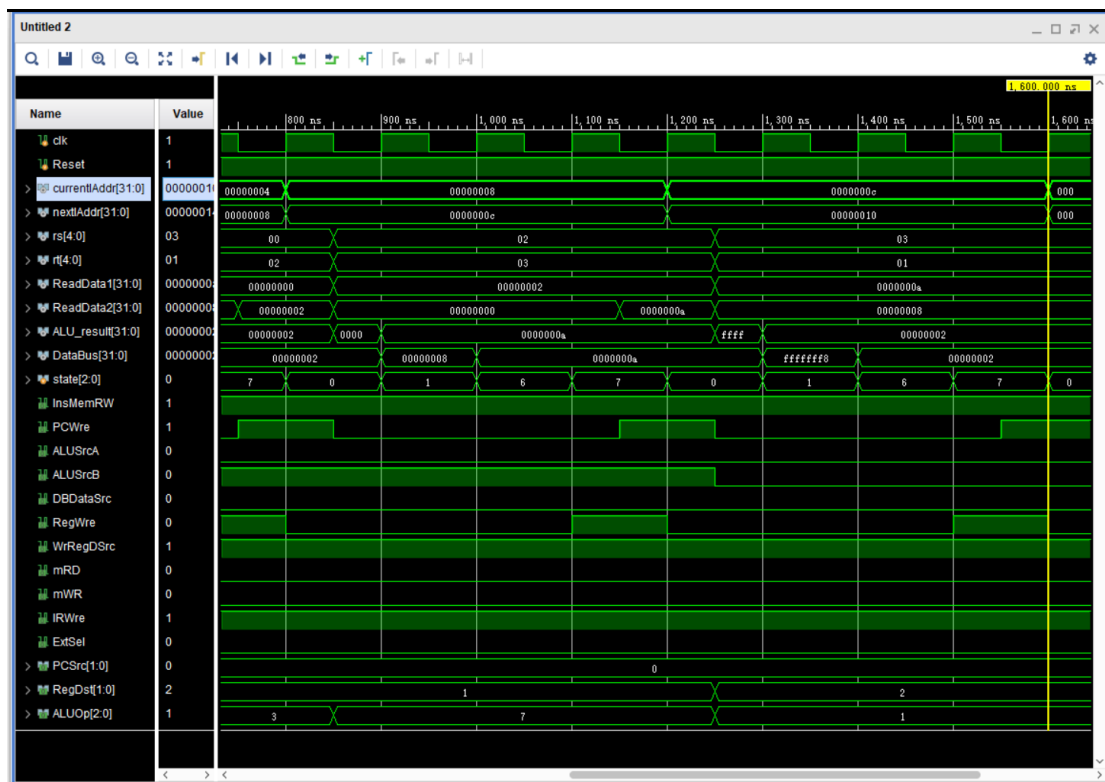 Untitled 2
1,600.000 ns
Name Value
800 ns 900 ns 1,000 ns 1,100 ns 1,200 ns 1,300 ns 1,400 ns 1,500 ns 1,600 n
clk 1
Reset 1
currentIAddr[31:0] 0000001 00000004 00000008 0000000c 000
nextIAddr[31:0] 0000001 00000008 0000000c 00000010 000
rs[4:0] 03 00 02 03
rt[4:0] 01 02 03 01
ReadData1[31:0] 0000000 00000000 00000002 0000000a
ReadData2[31:0] 0000000 00000002 00000000 0000000a 00000008
ALU_result[31:0] 0000000 00000002 0000 0000000a ffff 00000002
DataBus[31:0] 0000000 00000002 00000008 0000000a fffffff8 00000002
state[2:0] 0 7 0 1 6 7 0 1 6 7 0
InsMemRW 1
PCWre 1
ALUSrcA 0
ALUSrcB 0
DBDataSrc 0
RegWre 0
WrRegDSrc 1
mRD 0
mWR 0
IRWre 1
ExtSel 0
PCSrc[1:0] 0 0
RegDst[1:0] 2 1 2
ALUOp[2:0] 1 3 7 1